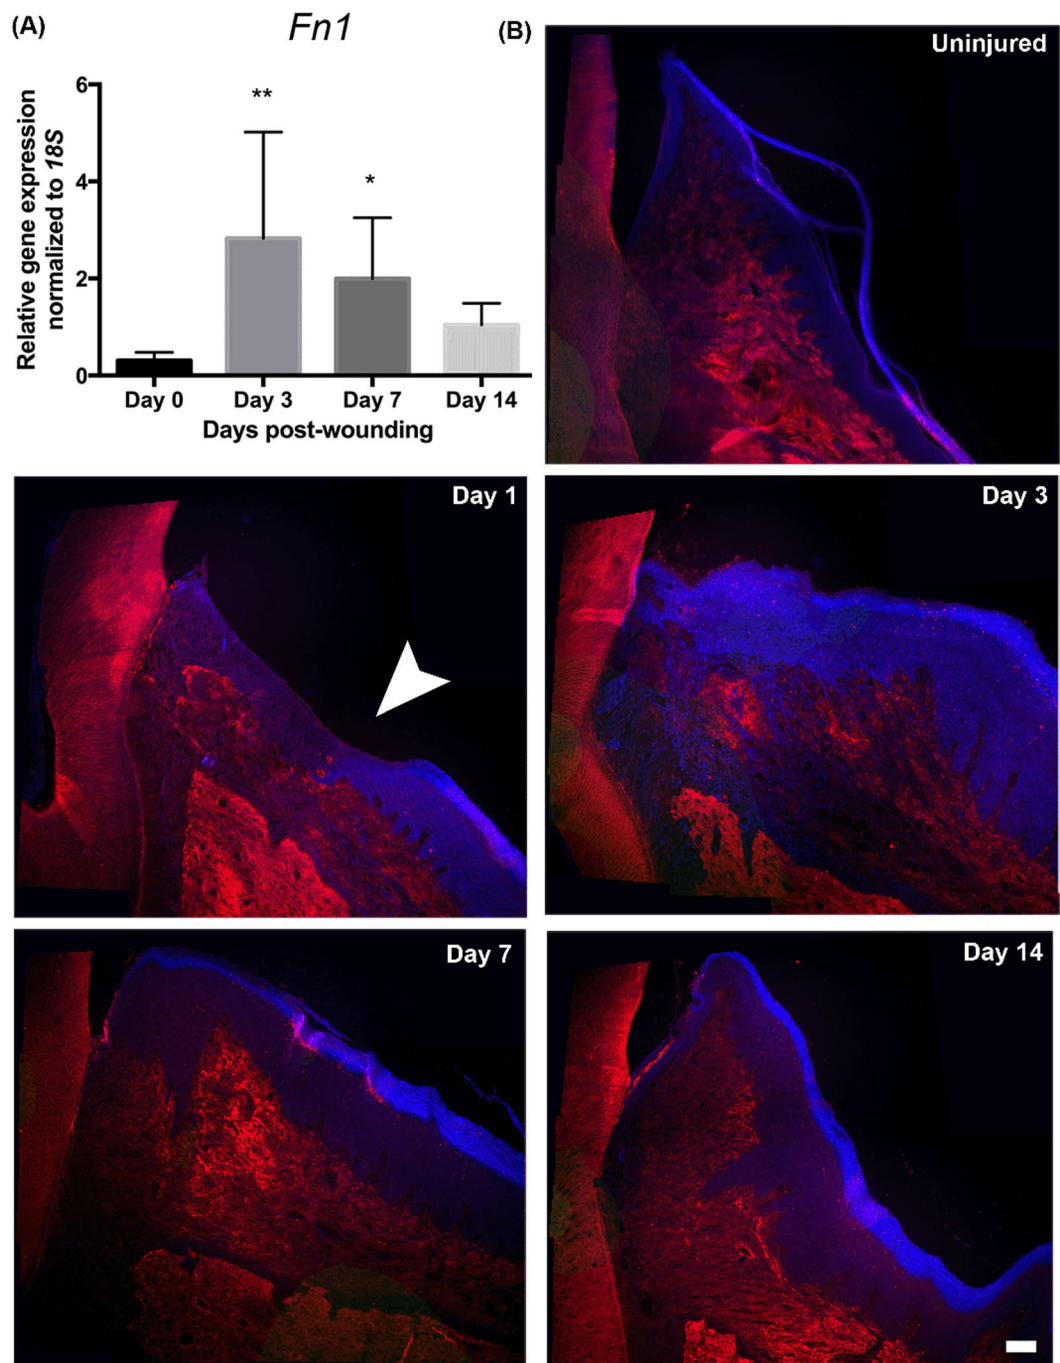 (A)
Fn1
(B)
Uninjured
Relative gene expression
normalized to 18S
6
4
2
0
**
*
Day 0
Day 3
Day 7
Day 14
Days post-wounding
Day 1
Day 3
Day 7
Day 14